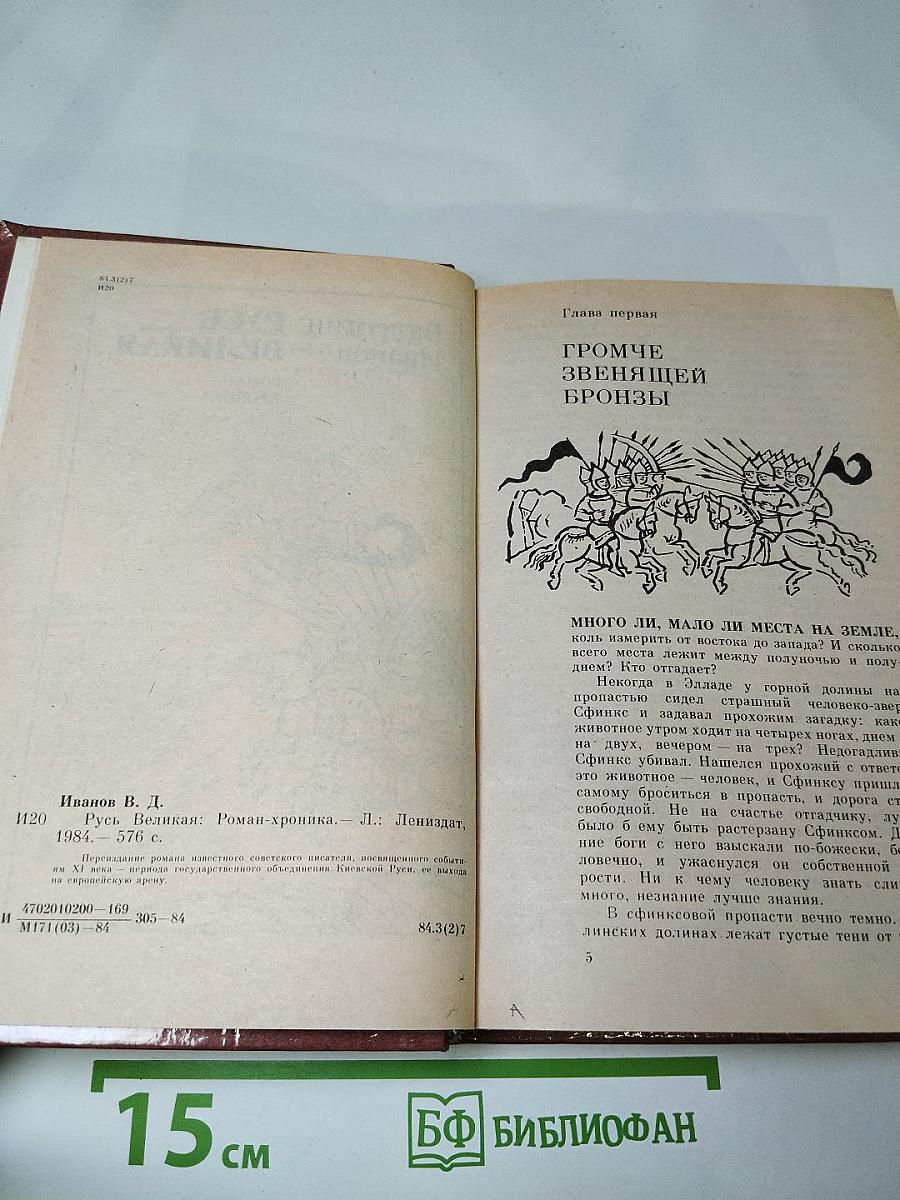 84.3(2)7
И20
Иванов В. Д.
И20 Русь Великая: Роман-хроника.— Л.: Лениздат,
1984.— 576 с.
Переиздание романа известного советского писателя, посвященного событи-
ям XI века — периода государственного объединения Киевской Руси, ее выхода
на европейскую арену.
И 4702010200—169 305—84
М171(03)—84
84.3(2)7
Глава первая
ГРОМЧЕ
ЗВЕНЯЩЕЙ
БРОНЗЫ
МНОГО ЛИ, МАЛО ЛИ МЕСТА НА ЗЕМЛЕ,
коль измерить от востока до запада? И сколько
всего места лежит между полуночью и полу-
днем? Кто отгадает?
Некогда в Элладе у горной долины на
пропастью сидел страшный человеко-звер
Сфинкс и задавал прохожим загадку: како
животное утром ходит на четырех ногах, днем
на двух, вечером — на трех? Недогадливы
Сфинкс убивал. Нашелся прохожий с ответо
это животное — человек, и Сфинксу пришл
самому броситься в пропасть, и дорога ст
свободной. Не на счастье отгадчику, лу
было б ему быть растерзану Сфинксом. Д
ние боги с него взыскали по-божески, бе
ловечно, и ужаснулся он собственной
рости. Ни к чему человеку знать сли
много, незнание лучше знания.
В сфинксовой пропасти вечно темно.
линских долинах лежат густые тени от
5
15 см
БФ БИБЛИОФАН